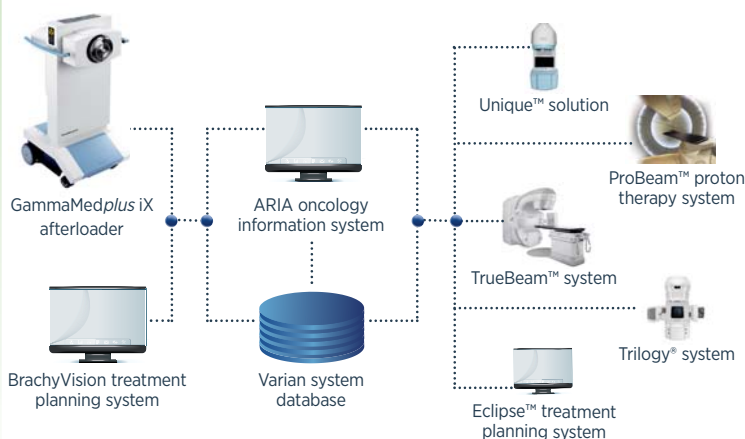 GammaMedplus iX
afterloader
BrachyVision treatment
planning system
ARIA oncology
information system
Varian system
database
Unique™ solution
ProBeam™ proton
therapy system
TrueBeam™ system
Trilogy® system
Eclipse™ treatment
planning system